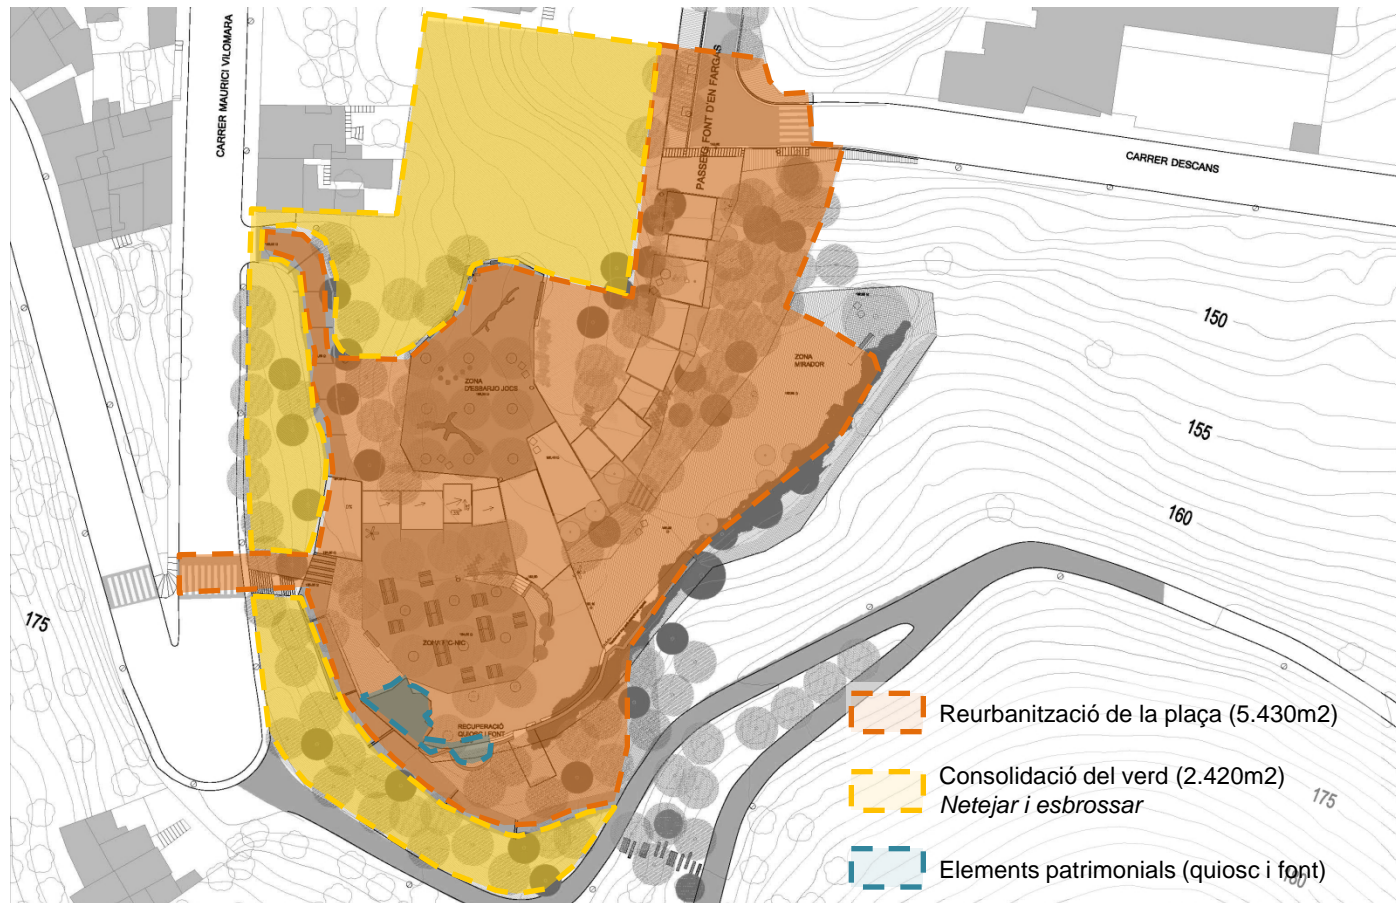 CARRER MAURICI VILOMARA
PASSEIG FONT D'EN FARGAS
CARRER DESCANS
150
ZONA
MIRADOR
ZONA
D'ESBARJO JOCS
155
160
175
ZONA PIC-NIC
RECUPERACIÓ
QUIOSC I FONT
Reurbanització de la plaça (5.430m2)
Consolidació del verd (2.420m2)
Netejar i esbrossar
175
Elements patrimonials (quiosc i font)
180